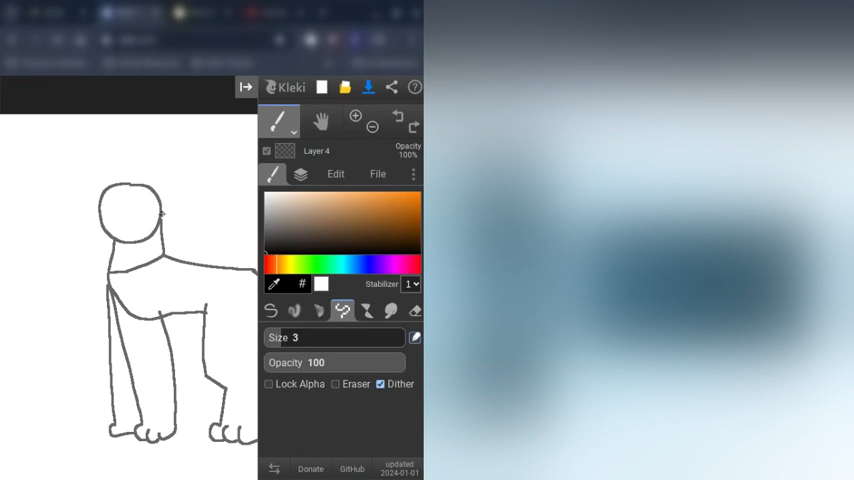 Kleki
Layer 4
Opacity
100%
Edit
File
#
Stabilizer 1
Size 3
Opacity 100
Lock Alpha
Eraser
Dither
Donate
GitHub
updated
2024-01-01